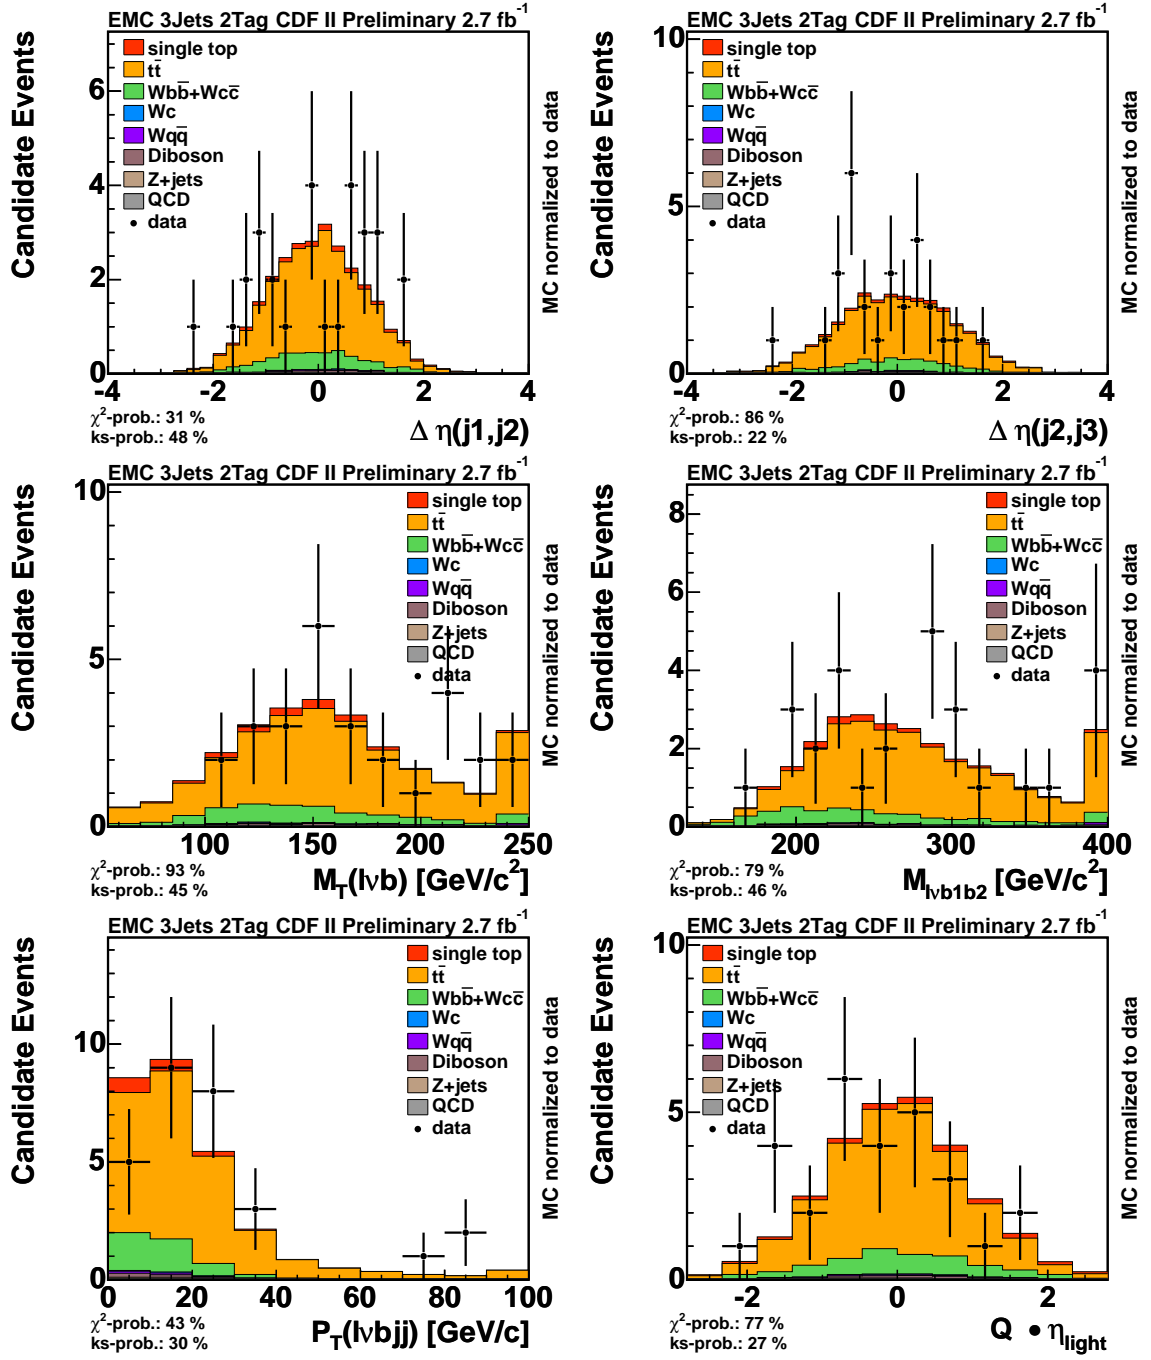 EMC 3Jets 2Tag CDF II Preliminary 2.7 fb⁻¹
Candidate Events
single top
tt̄
Wbb̄+Wcc̄
Wc
Wqq̄
Diboson
Z+jets
QCD
data
MC normalized to data
0
2
4
6
-4 -2 0 2 4
χ²-prob.: 31 %
ks-prob.: 48 %
Δ η(j1,j2)
EMC 3Jets 2Tag CDF II Preliminary 2.7 fb⁻¹
Candidate Events
single top
tt̄
Wbb̄+Wcc̄
Wc
Wqq̄
Diboson
Z+jets
QCD
data
MC normalized to data
0
5
10
-4 -2 0 2 4
χ²-prob.: 86 %
ks-prob.: 22 %
Δ η(j2,j3)
EMC 3Jets 2Tag CDF II Preliminary 2.7 fb⁻¹
Candidate Events
single top
tt̄
Wbb̄+Wcc̄
Wc
Wqq̄
Diboson
Z+jets
QCD
data
MC normalized to data
0
5
10
100 150 200 250
χ²-prob.: 93 %
ks-prob.: 45 %
M_T(lνb) [GeV/c²]
EMC 3Jets 2Tag CDF II Preliminary 2.7 fb⁻¹
Candidate Events
single top
tt̄
Wbb̄+Wcc̄
Wc
Wqq̄
Diboson
Z+jets
QCD
data
MC normalized to data
0
2
4
6
8
200 300 400
χ²-prob.: 79 %
ks-prob.: 46 %
M_lνb1b2 [GeV/c²]
EMC 3Jets 2Tag CDF II Preliminary 2.7 fb⁻¹
Candidate Events
single top
tt̄
Wbb̄+Wcc̄
Wc
Wqq̄
Diboson
Z+jets
QCD
data
MC normalized to data
0
5
10
0 20 40 60 80 100
χ²-prob.: 43 %
ks-prob.: 30 %
P_T(lνbjj) [GeV/c]
EMC 3Jets 2Tag CDF II Preliminary 2.7 fb⁻¹
Candidate Events
single top
tt̄
Wbb̄+Wcc̄
Wc
Wqq̄
Diboson
Z+jets
QCD
data
MC normalized to data
0
5
10
-2 0 2
χ²-prob.: 77 %
ks-prob.: 27 %
Q • η_light